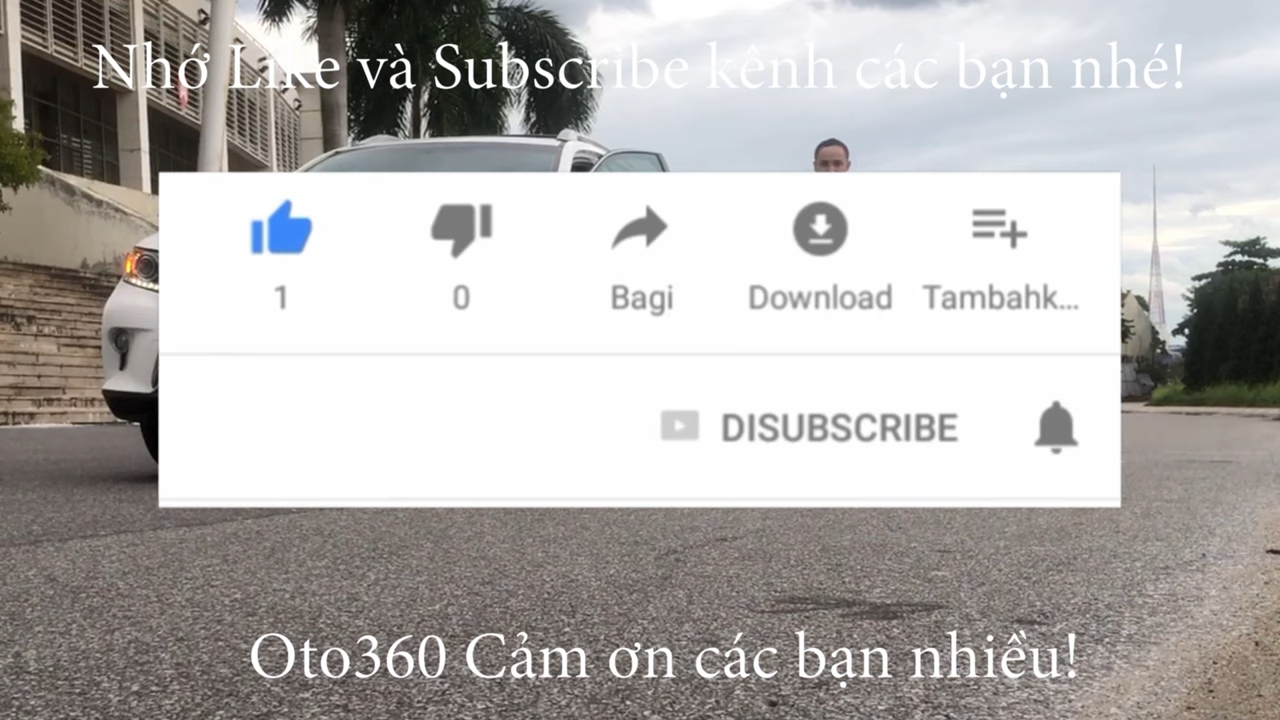 Nhớ Like và Subscribe kênh các bạn nhé!
1 0 Bagi Download Tambahk...
DISUBSCRIBE
Oto360 Cảm ơn các bạn nhiều!